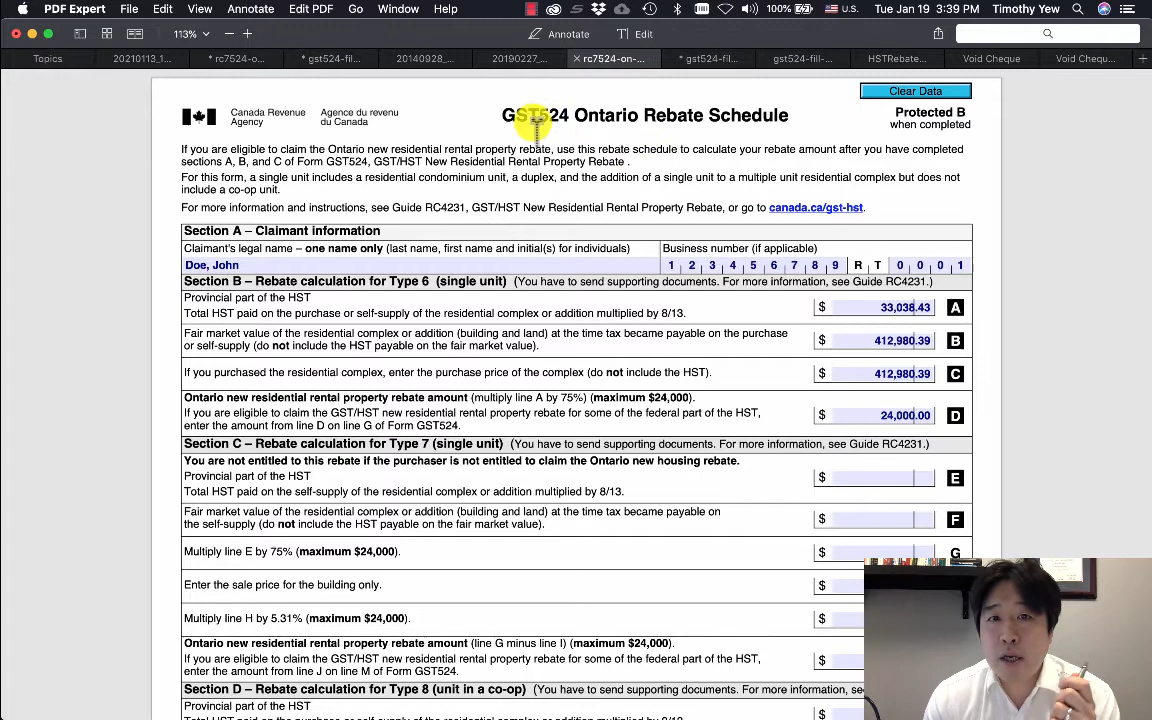 PDF Expert File Edit View Annotate Edit PDF Go Window Help 100% U.S. Tue Jan 19 3:39 PM Timothy Yew
113% Annotate Edit
Topics 20210113_1... * rc7524-o... * gst524-fil... 20140928_... 20190227_... rc7524-on-... * gst524-fil... gst524-fill-... HSTRebate... Void Cheque Void Chequ...
Clear Data
Canada Revenue Agence du revenu
Agency du Canada
GST524 Ontario Rebate Schedule
Protected B
when completed
If you are eligible to claim the Ontario new residential rental property rebate, use this rebate schedule to calculate your rebate amount after you have completed
sections A, B, and C of Form GST524, GST/HST New Residential Rental Property Rebate .
For this form, a single unit includes a residential condominium unit, a duplex, and the addition of a single unit to a multiple unit residential complex but does not
include a co-op unit.
For more information and instructions, see Guide RC4231, GST/HST New Residential Rental Property Rebate, or go to canada.ca/gst-hst.
Section A – Claimant information
Claimant's legal name – one name only (last name, first name and initial(s) for individuals) Business number (if applicable)
Doe, John 1 2 3 4 5 6 7 8 9 R T 0 0 0 1
Section B – Rebate calculation for Type 6 (single unit) (You have to send supporting documents. For more information, see Guide RC4231.)
Provincial part of the HST
Total HST paid on the purchase or self-supply of the residential complex or addition multiplied by 8/13. $ 33,038.43 A
Fair market value of the residential complex or addition (building and land) at the time tax became payable on the purchase
or self-supply (do not include the HST payable on the fair market value). $ 412,980.39 B
If you purchased the residential complex, enter the purchase price of the complex (do not include the HST). $ 412,980.39 C
Ontario new residential rental property rebate amount (multiply line A by 75%) (maximum $24,000).
If you are eligible to claim the GST/HST new residential rental property rebate for some of the federal part of the HST, $ 24,000.00 D
enter the amount from line D on line G of Form GST524.
Section C – Rebate calculation for Type 7 (single unit) (You have to send supporting documents. For more information, see Guide RC4231.)
You are not entitled to this rebate if the purchaser is not entitled to claim the Ontario new housing rebate.
Provincial part of the HST $ E
Total HST paid on the self-supply of the residential complex or addition multiplied by 8/13.
Fair market value of the residential complex or addition (building and land) at the time tax became payable on
the self-supply (do not include the HST payable on the fair market value). $ F
Multiply line E by 75% (maximum $24,000). $ G
Enter the sale price for the building only. $
Multiply line H by 5.31% (maximum $24,000). $
Ontario new residential rental property rebate amount (line G minus line I) (maximum $24,000).
If you are eligible to claim the GST/HST new residential rental property rebate for some of the federal part of the HST, $
enter the amount from line J on line M of Form GST524.
Section D – Rebate calculation for Type 8 (unit in a co-op) (You have to send supporting documents. For more information, se
Provincial part of the HST